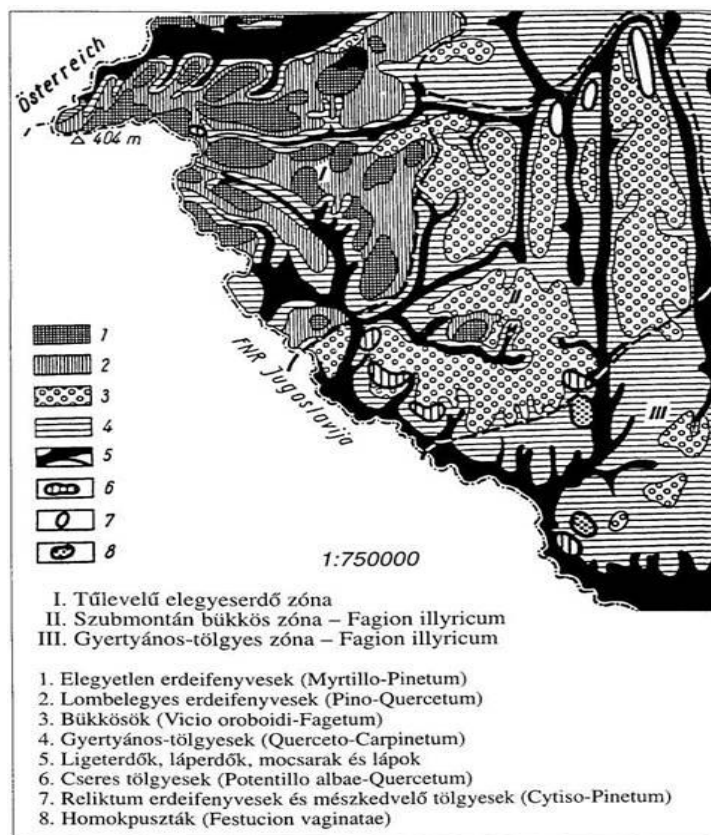 Österreich
△ 404 m
I
II
III
FNR Jugoslavija
1
2
3
4
5
6
7
8
1:750000
I. Tűlevelű elegyeserdő zóna
II. Szubmontán bükkös zóna – Fagion illyricum
III. Gyertyános-tölgyes zóna – Fagion illyricum
1. Elegyetlen erdeifenyvesek (Myrtillo-Pinetum)
2. Lombelegyes erdeifenyvesek (Pino-Quercetum)
3. Bükkösök (Vicio oroboidi-Fagetum)
4. Gyertyános-tölgyesek (Querceto-Carpinetum)
5. Ligeterdők, láperdők, mocsarak és lápok
6. Cseres tölgyesek (Potentillo albae-Quercetum)
7. Reliktum erdeifenyvesek és mészkedvelő tölgyesek (Cytiso-Pinetum)
8. Homokpuszták (Festucion vaginatae)